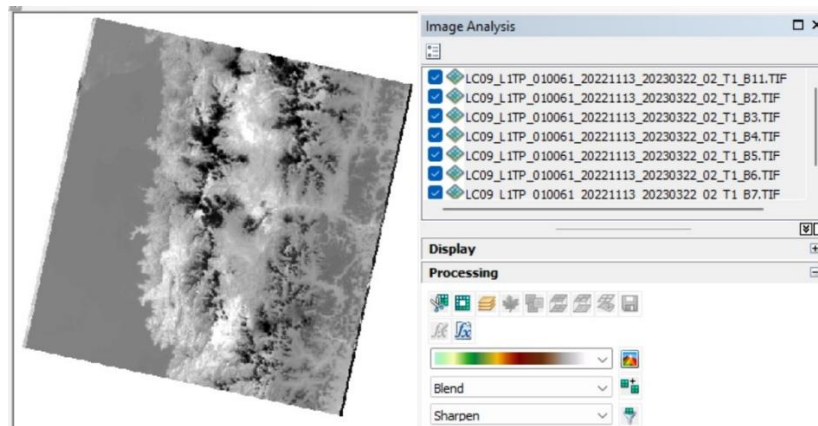 Image Analysis
LC09_L1TP_010061_20221113_20230322_02_T1_B11.TIF
LC09_L1TP_010061_20221113_20230322_02_T1_B2.TIF
LC09_L1TP_010061_20221113_20230322_02_T1_B3.TIF
LC09_L1TP_010061_20221113_20230322_02_T1_B4.TIF
LC09_L1TP_010061_20221113_20230322_02_T1_B5.TIF
LC09_L1TP_010061_20221113_20230322_02_T1_B6.TIF
LC09_L1TP_010061_20221113_20230322_02_T1_B7.TIF
Display
Processing
Blend
Sharpen